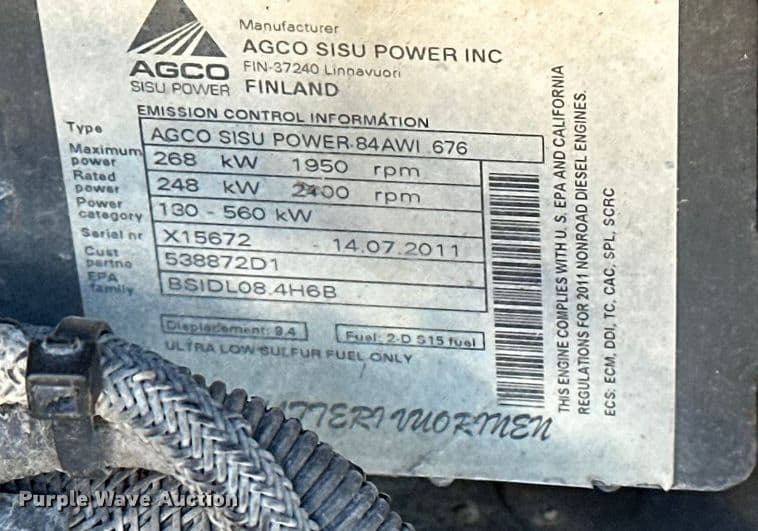 Manufacturer
AGCO SISU POWER INC
FIN-37240 Linnavuori
FINLAND
AGCO
SISU POWER
EMISSION CONTROL INFORMATION
Type AGCO SISU POWER 84AWI .676
Maximum power 268 kW 1950 rpm
Rated power 248 kW 2100 rpm
Power category 130 - 560 kW
Serial nr X15672 - 14.07.2011
Cust partno 538872D1
EPA family BSIDL08.4H6B
Displacement: 8.4 Fuel: 2-D S15 fuel
ULTRA LOW SULFUR FUEL ONLY
VUORINEN
THIS ENGINE COMPLIES WITH U.S. EPA AND CALIFORNIA
REGULATIONS FOR 2011 NONROAD DIESEL ENGINES.
ECS: ECM, DDI, TC, CAC, SPL, SCRC
Purple Wave Auction